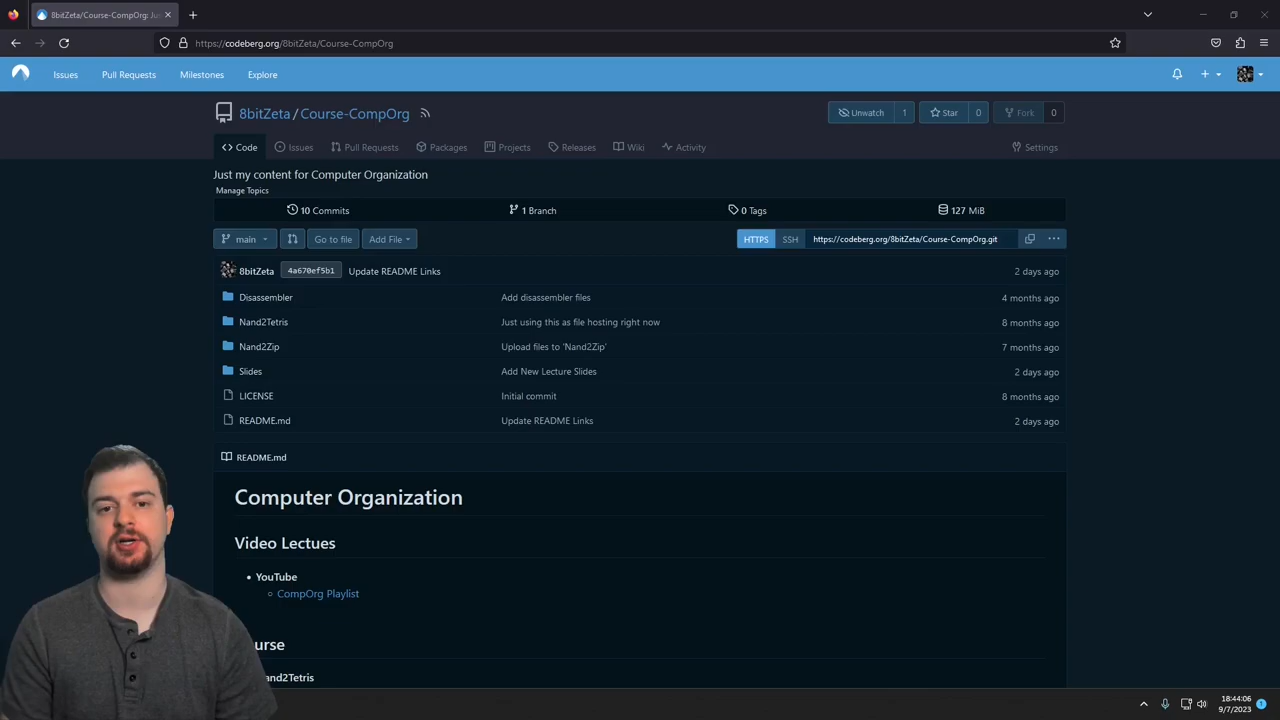 8bitZeta/Course-CompOrg: Ju
https://codeberg.org/8bitZeta/Course-CompOrg
Issues Pull Requests Milestones Explore
8bitZeta/Course-CompOrg Unwatch 1 Star 0 Fork 0
Code Issues Pull Requests Packages Projects Releases Wiki Activity Settings
Just my content for Computer Organization
Manage Topics
10 Commits 1 Branch 0 Tags 127 MiB
main Go to file Add File HTTPS SSH https://codeberg.org/8bitZeta/Course-CompOrg.git
8bitZeta 4a670ef5b1 Update README Links 2 days ago
Disassembler Add disassembler files 4 months ago
Nand2Tetris Just using this as file hosting right now 8 months ago
Nand2Zip Upload files to 'Nand2Zip' 7 months ago
Slides Add New Lecture Slides 2 days ago
LICENSE Initial commit 8 months ago
README.md Update README Links 2 days ago
README.md
Computer Organization
Video Lectues
YouTube
CompOrg Playlist
urse
and2Tetris
18:44:06
9/7/2023 1